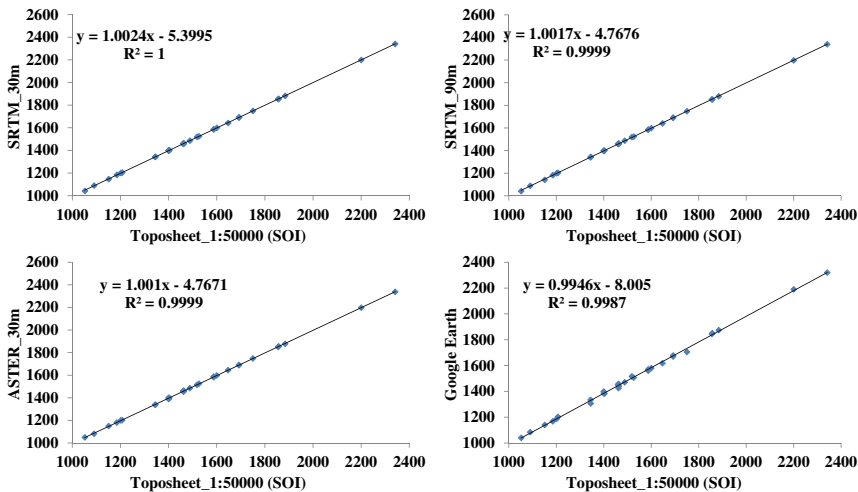 2600
2400
2200
2000
1800
1600
1400
1200
1000
SRTM_30m
y = 1.0024x - 5.3995
R² = 1
1000 1200 1400 1600 1800 2000 2200 2400
Toposheet_1:50000 (SOI)
2600
2400
2200
2000
1800
1600
1400
1200
1000
SRTM_90m
y = 1.0017x - 4.7676
R² = 0.9999
1000 1200 1400 1600 1800 2000 2200 2400
Toposheet_1:50000 (SOI)
2600
2400
2200
2000
1800
1600
1400
1200
1000
ASTER_30m
y = 1.001x - 4.7671
R² = 0.9999
1000 1200 1400 1600 1800 2000 2200 2400
Toposheet_1:50000 (SOI)
2400
2200
2000
1800
1600
1400
1200
1000
Google Earth
y = 0.9946x - 8.005
R² = 0.9987
1000 1200 1400 1600 1800 2000 2200 2400
Toposheet_1:50000 (SOI)